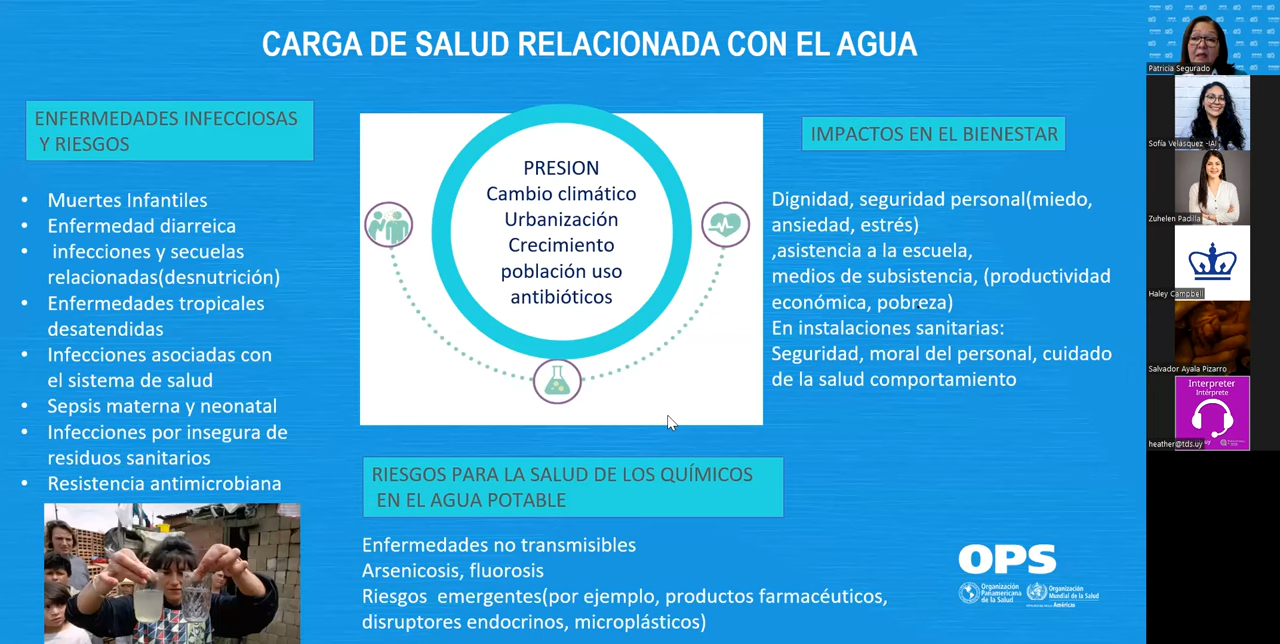 CARGA DE SALUD RELACIONADA CON EL AGUA
ENFERMEDADES INFECCIOSAS
Y RIESGOS
• Muertes Infantiles
• Enfermedad diarreica
• infecciones y secuelas
relacionadas(desnutrición)
• Enfermedades tropicales
desatendidas
• Infecciones asociadas con
el sistema de salud
• Sepsis materna y neonatal
• Infecciones por insegura de
residuos sanitarios
• Resistencia antimicrobiana
PRESION
Cambio climático
Urbanización
Crecimiento
población uso
antibióticos
IMPACTOS EN EL BIENESTAR
Dignidad, seguridad personal(miedo,
ansiedad, estrés)
,asistencia a la escuela,
medios de subsistencia, (productividad
económica, pobreza)
En instalaciones sanitarias:
Seguridad, moral del personal, cuidado
de la salud comportamiento
RIESGOS PARA LA SALUD DE LOS QUÍMICOS
EN EL AGUA POTABLE
Enfermedades no transmisibles
Arsenicosis, fluorosis
Riesgos emergentes(por ejemplo, productos farmacéuticos,
disruptores endocrinos, microplásticos)
OPS
Organización
Panamericana
de la Salud
Organización
Mundial de la Salud
Américas
Patricia Segurado
Sofía Velásquez -IAI
Zuhelen Padilla
Haley Campbell
Salvador Ayala Pizarro
Interpreter
Intérprete
heather@tds.uy